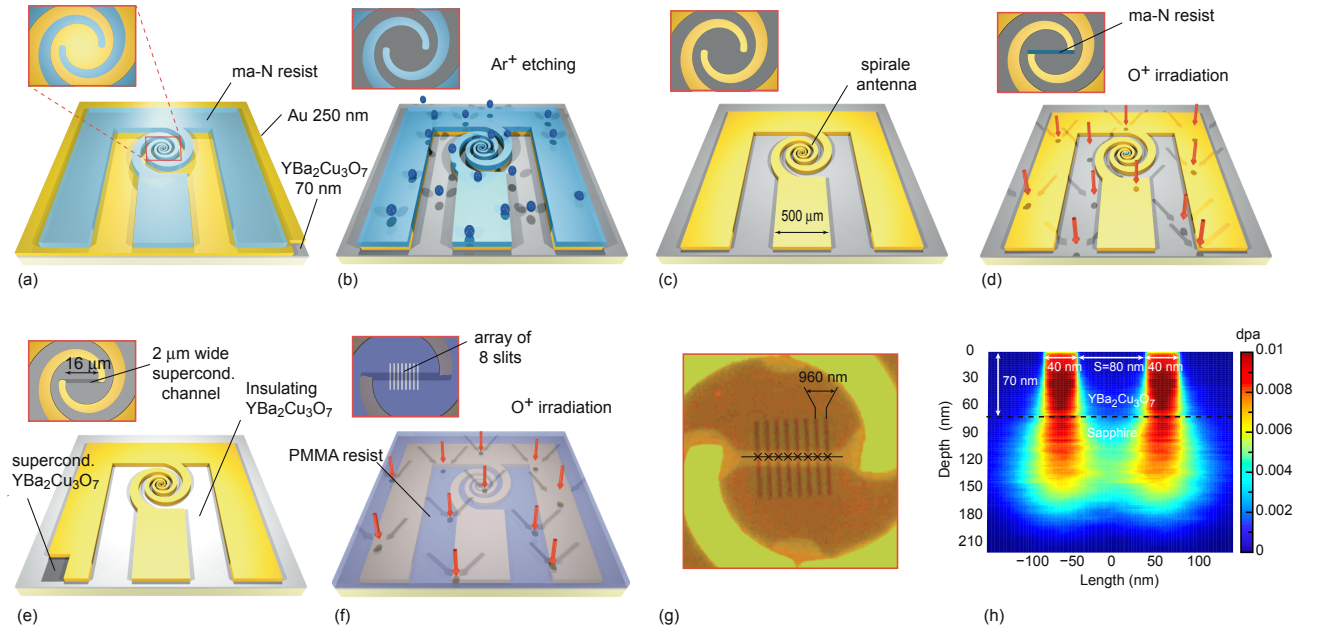 ma-N resist
Au 250 nm
YBa₂Cu₃O₇
70 nm
(a)
Ar⁺ etching
(b)
spirale
antenna
500 µm
(c)
ma-N resist
O⁺ irradiation
(d)
16 µm
2 µm wide
supercond.
channel
Insulating
YBa₂Cu₃O₇
supercond.
YBa₂Cu₃O₇
(e)
array of
8 slits
O⁺ irradiation
PMMA resist
(f)
960 nm
(g)
dpa
0.01
0.008
0.006
0.004
0.002
0
0
30
60
90
120
150
180
210
Depth (nm)
70 nm
40 nm
S=80 nm
40 nm
YBa₂Cu₃O₇
Sapphire
−100
−50
0
50
100
Length (nm)
(h)